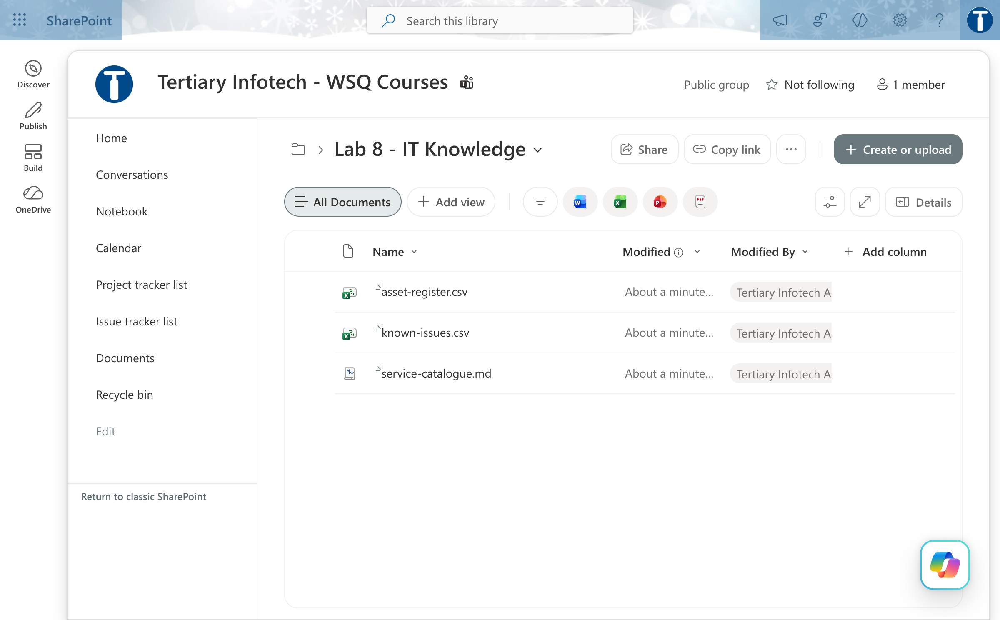 SharePoint
Search this library
Discover
Publish
Build
OneDrive
Tertiary Infotech - WSQ Courses
Public group
Not following
1 member
Home
Conversations
Notebook
Calendar
Project tracker list
Issue tracker list
Documents
Recycle bin
Edit
Return to classic SharePoint
Lab 8 - IT Knowledge
Share
Copy link
Create or upload
All Documents
Add view
Details
Name
Modified
Modified By
Add column
asset-register.csv
About a minute...
Tertiary Infotech A
known-issues.csv
About a minute...
Tertiary Infotech A
service-catalogue.md
About a minute...
Tertiary Infotech A